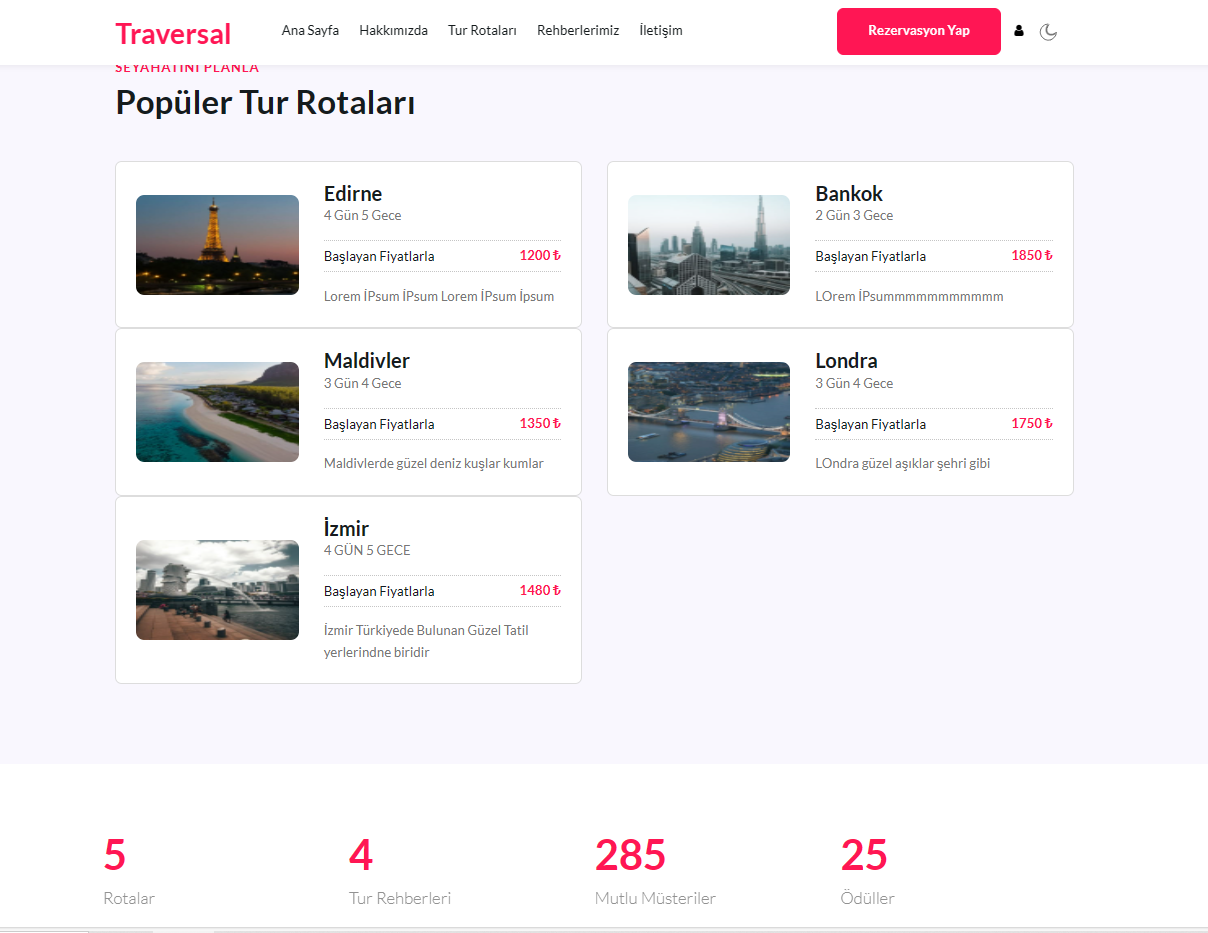 Traversal
Ana Sayfa Hakkımızda Tur Rotaları Rehberlerimiz İletişim
Rezervasyon Yap
SEYAHATİNİ PLANLA
Popüler Tur Rotaları
Edirne
4 Gün 5 Gece
Başlayan Fiyatlarla 1200 ₺
Lorem İPsum İPsum Lorem İPsum İpsum
Bankok
2 Gün 3 Gece
Başlayan Fiyatlarla 1850 ₺
LOrem İPsummmmmmmmmmm
Maldivler
3 Gün 4 Gece
Başlayan Fiyatlarla 1350 ₺
Maldivlerde güzel deniz kuşlar kumlar
Londra
3 Gün 4 Gece
Başlayan Fiyatlarla 1750 ₺
LOndra güzel aşıklar şehri gibi
İzmir
4 GÜN 5 GECE
Başlayan Fiyatlarla 1480 ₺
İzmir Türkiyede Bulunan Güzel Tatil
yerlerindne biridir
5
Rotalar
4
Tur Rehberleri
285
Mutlu Müsteriler
25
Ödüller